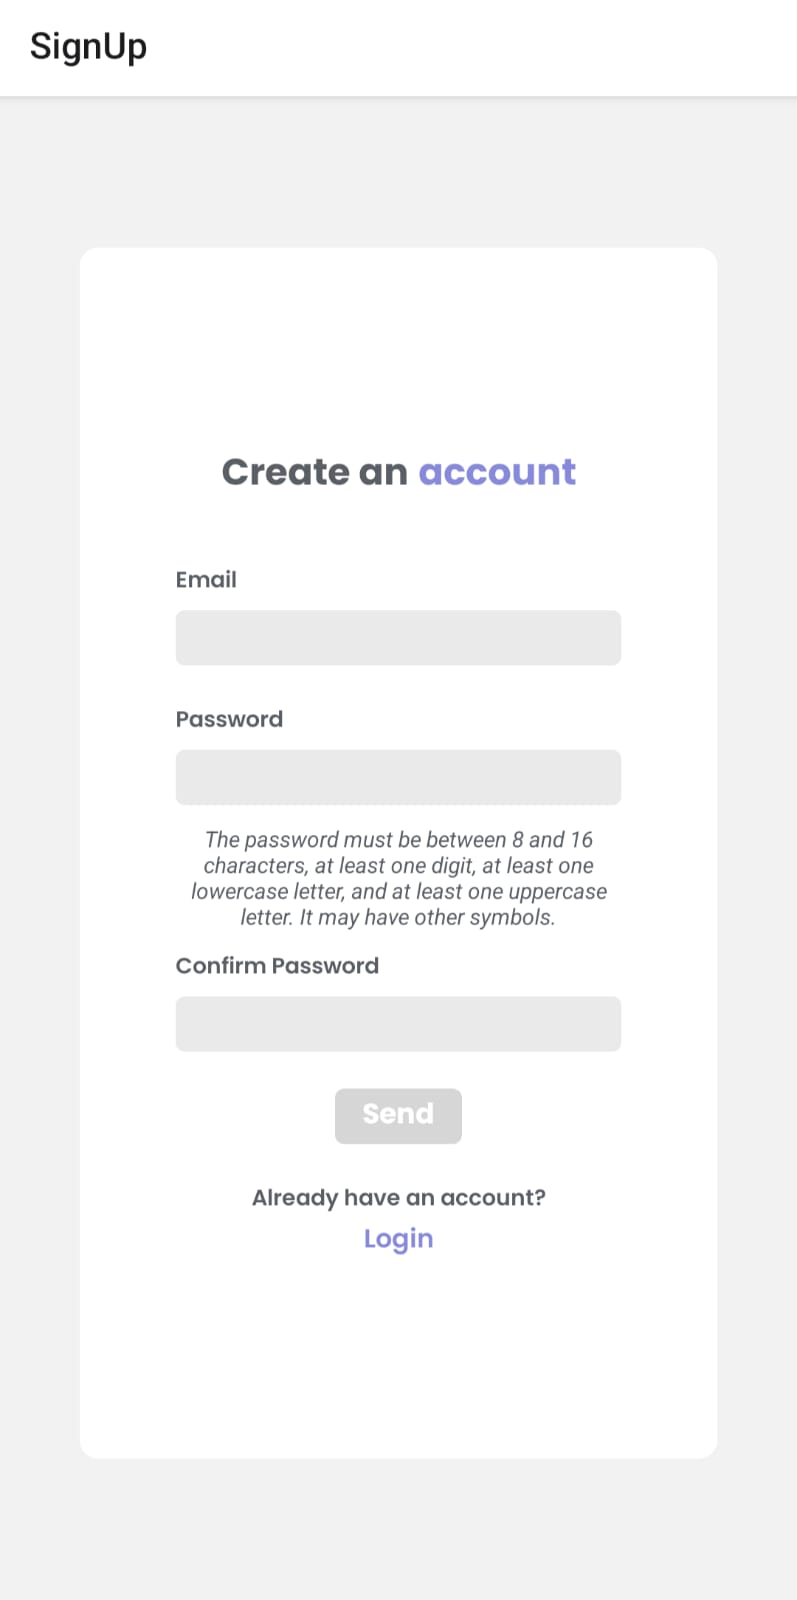 SignUp
Create an account
Email
Password
The password must be between 8 and 16
characters, at least one digit, at least one
lowercase letter, and at least one uppercase
letter. It may have other symbols.
Confirm Password
Send
Already have an account?
Login